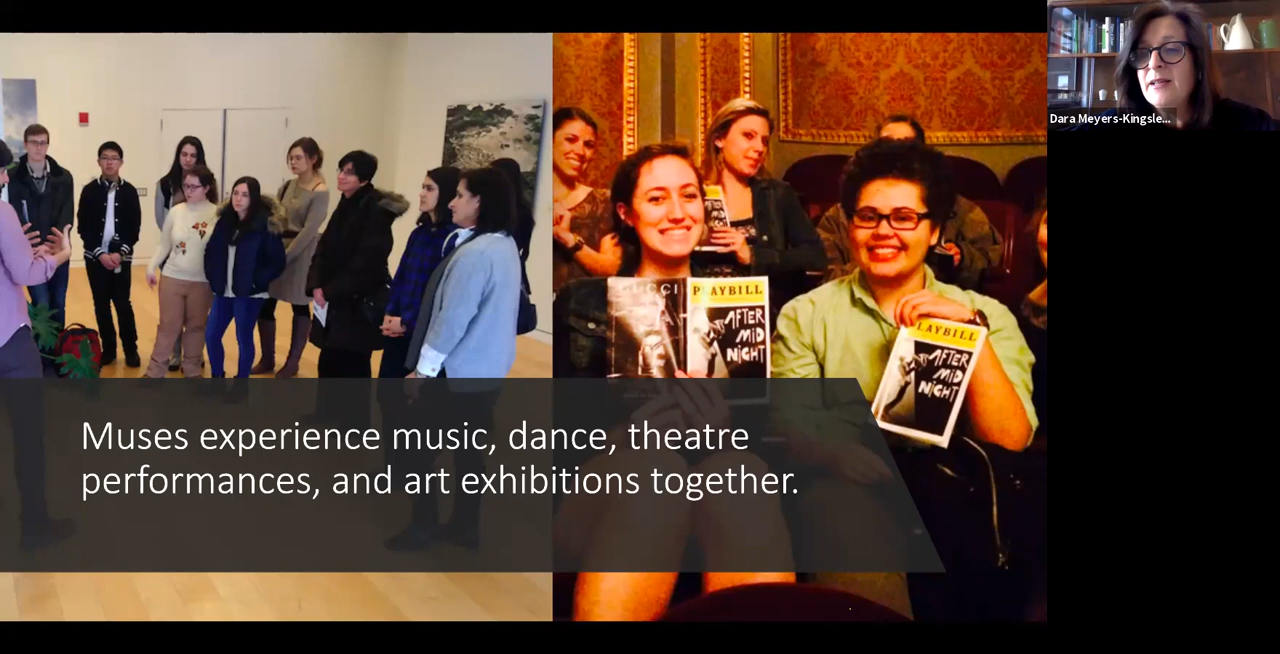 Dara Meyers-Kingsle...
GUCCI
PLAYBILL
AFTER
MID
NIGHT
LAYBILL
AFTER
MID
NIGHT
Muses experience music, dance, theatre
performances, and art exhibitions together.